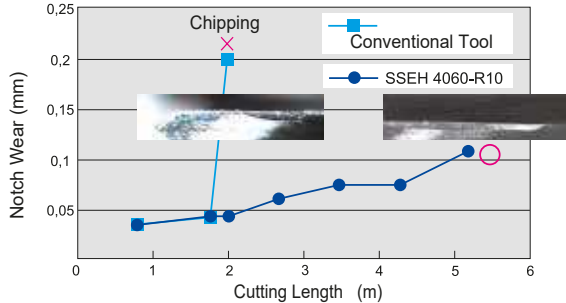 Chipping
Conventional Tool
SSEH 4060-R10
Notch Wear (mm)
0,25
0,2
0,15
0,1
0,05
0
1
2
3
4
5
6
Cutting Length (m)